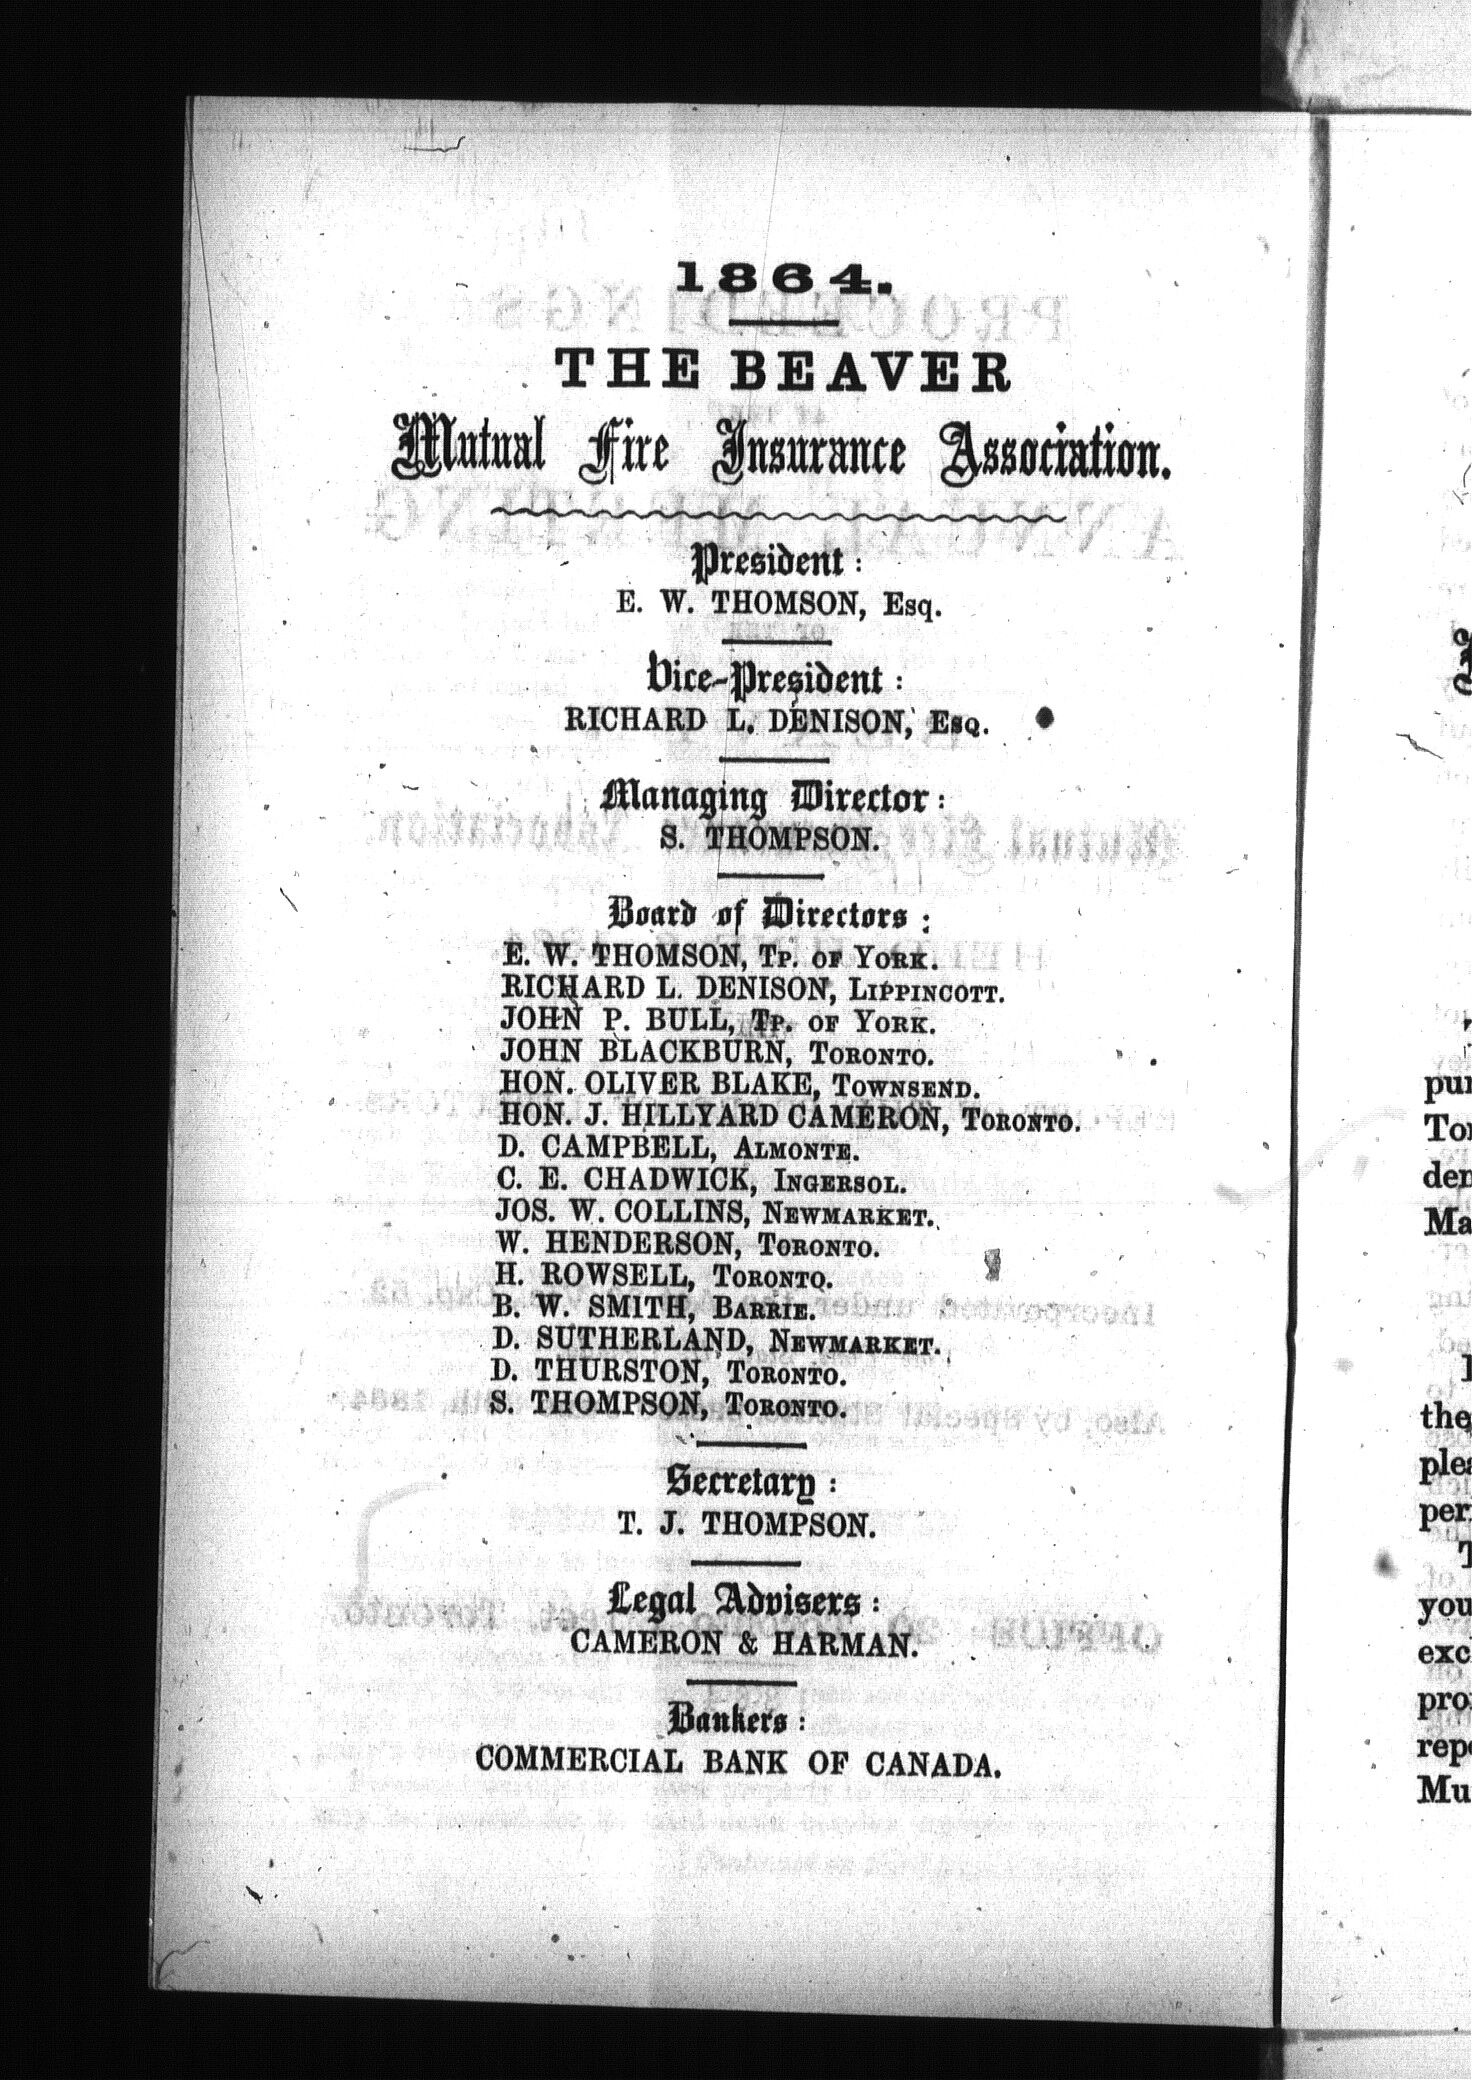 1864.
THE BEAVER
Mutual Fire Insurance Association.
President:
E. W. THOMSON, Esq.
Vice-President:
RICHARD L. DENISON, Esq.
Managing Director:
S. THOMPSON.
Board of Directors:
E. W. THOMSON, Tp. of York.
RICHARD L. DENISON, Lippincott.
JOHN P. BULL, Tp. of York.
JOHN BLACKBURN, Toronto.
HON. OLIVER BLAKE, Townsend.
HON. J. HILLYARD CAMERON, Toronto.
D. CAMPBELL, Almonte.
C. E. CHADWICK, Ingersol.
JOS. W. COLLINS, Newmarket.
W. HENDERSON, Toronto.
H. ROWSELL, Toronto.
B. W. SMITH, Barrie.
D. SUTHERLAND, Newmarket.
D. THURSTON, Toronto.
S. THOMPSON, Toronto.
Secretary:
T. J. THOMPSON.
Legal Advisers:
CAMERON & HARMAN.
Bankers:
COMMERCIAL BANK OF CANADA.